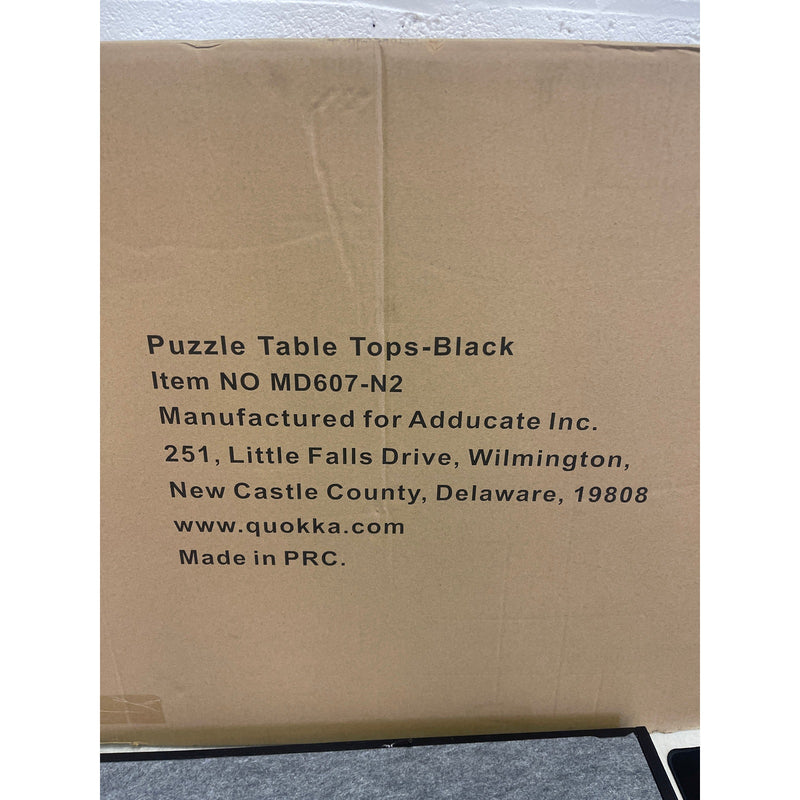 Puzzle Table Tops-Black
Item NO MD607-N2
Manufactured for Adducate Inc.
251, Little Falls Drive, Wilmington,
New Castle County, Delaware, 19808
www.quokka.com
Made in PRC.